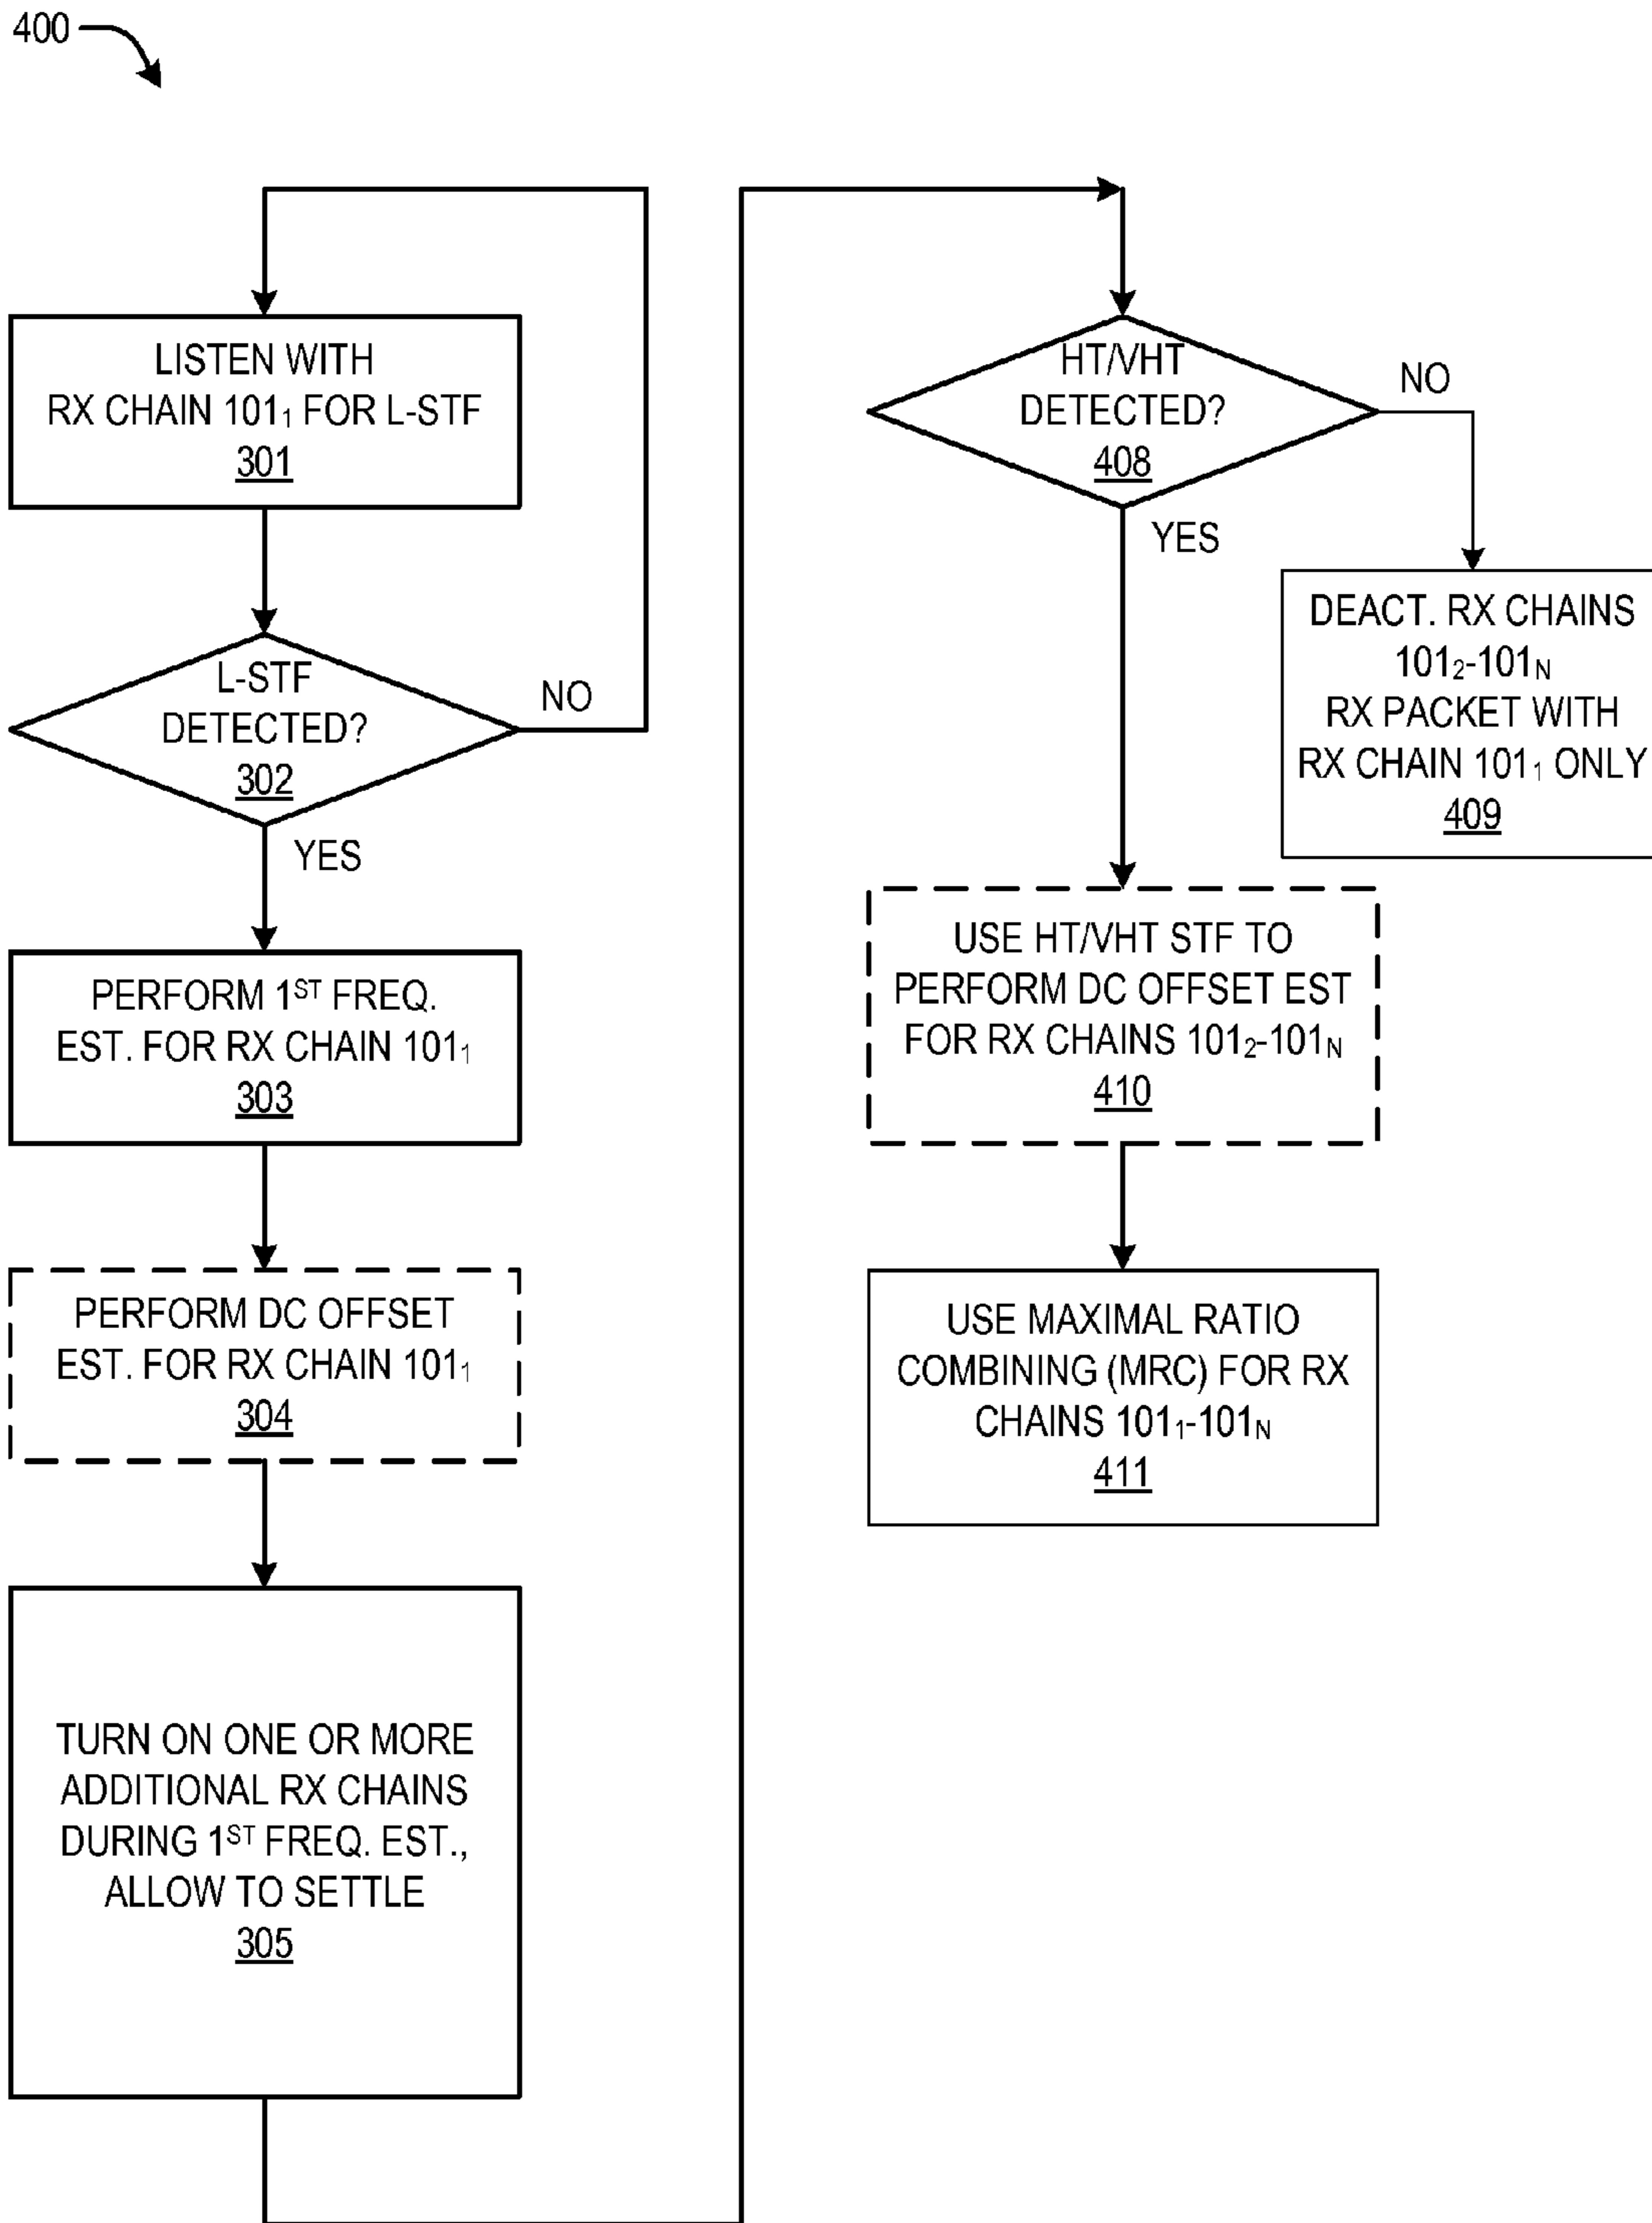 400
LISTEN WITH
RX CHAIN 101₁ FOR L-STF
301
L-STF
DETECTED?
302
NO
YES
PERFORM 1ST FREQ.
EST. FOR RX CHAIN 101₁
303
PERFORM DC OFFSET
EST. FOR RX CHAIN 101₁
304
TURN ON ONE OR MORE
ADDITIONAL RX CHAINS
DURING 1ST FREQ. EST.,
ALLOW TO SETTLE
305
HT/VHT
DETECTED?
408
NO
YES
DEACT. RX CHAINS
101₂-101N
RX PACKET WITH
RX CHAIN 101₁ ONLY
409
USE HT/VHT STF TO
PERFORM DC OFFSET EST
FOR RX CHAINS 101₂-101N
410
USE MAXIMAL RATIO
COMBINING (MRC) FOR RX
CHAINS 101₁-101N
411